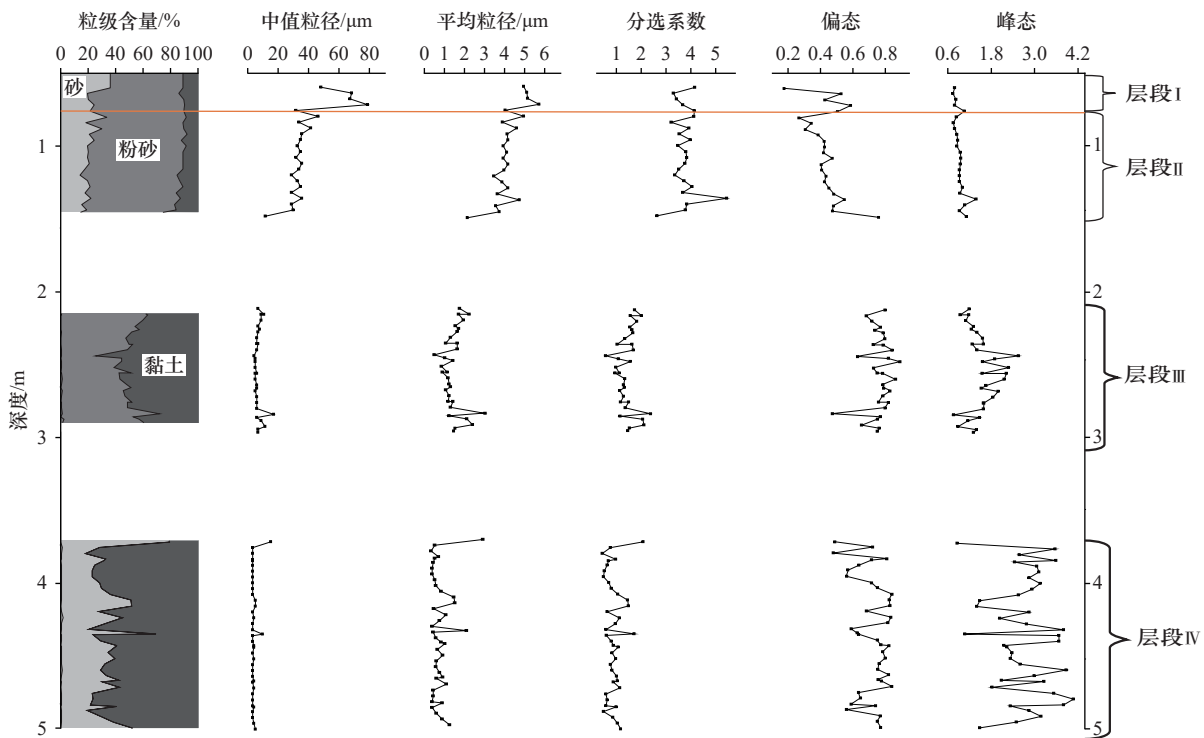 粒级含量/% 中值粒径/μm 平均粒径/μm 分选系数 偏态 峰态
0 20 40 60 80 100 0 20 40 60 80 0 1 2 3 4 5 6 1 2 3 4 5 0.2 0.4 0.6 0.8 0.6 1.8 3.0 4.2
砂
层段Ⅰ
粉砂
1 1
层段Ⅱ
2 2
黏土
层段Ⅲ
深度/m
3 3
4 4
层段Ⅳ
5 5